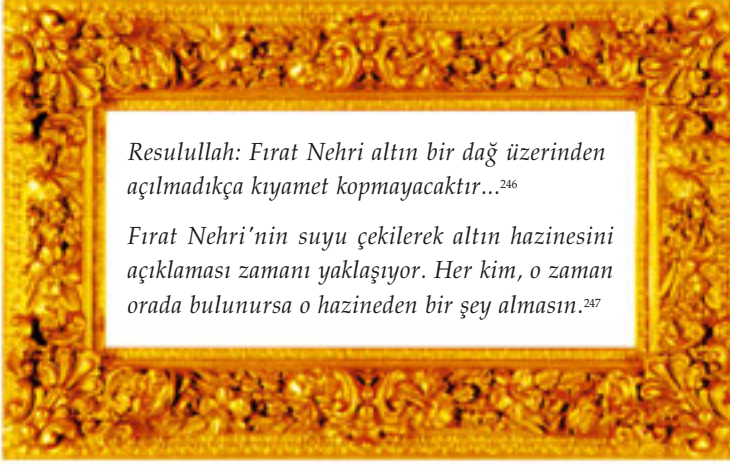 Resulullah: Fırat Nehri altın bir dağ üzerinden
açılmadıkça kıyamet kopmayacaktır...246
Fırat Nehri'nin suyu çekilerek altın hazinesini
açıklaması zamanı yaklaşıyor. Her kim, o zaman
orada bulunursa o hazineden bir şey almasın.247